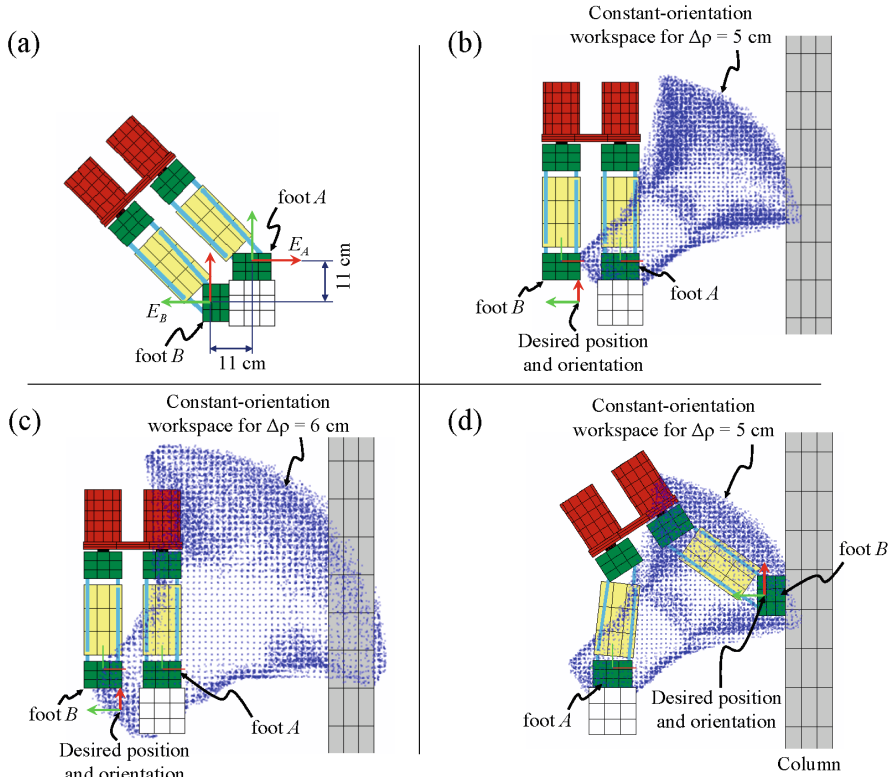 (a)
foot A
E_A
11 cm
E_B
foot B
11 cm
(b)
Constant-orientation
workspace for Δρ = 5 cm
foot B
foot A
Desired position
and orientation
(c)
Constant-orientation
workspace for Δρ = 6 cm
foot B
foot A
Desired position
and orientation
(d)
Constant-orientation
workspace for Δρ = 5 cm
foot B
foot A
Desired position
and orientation
Column